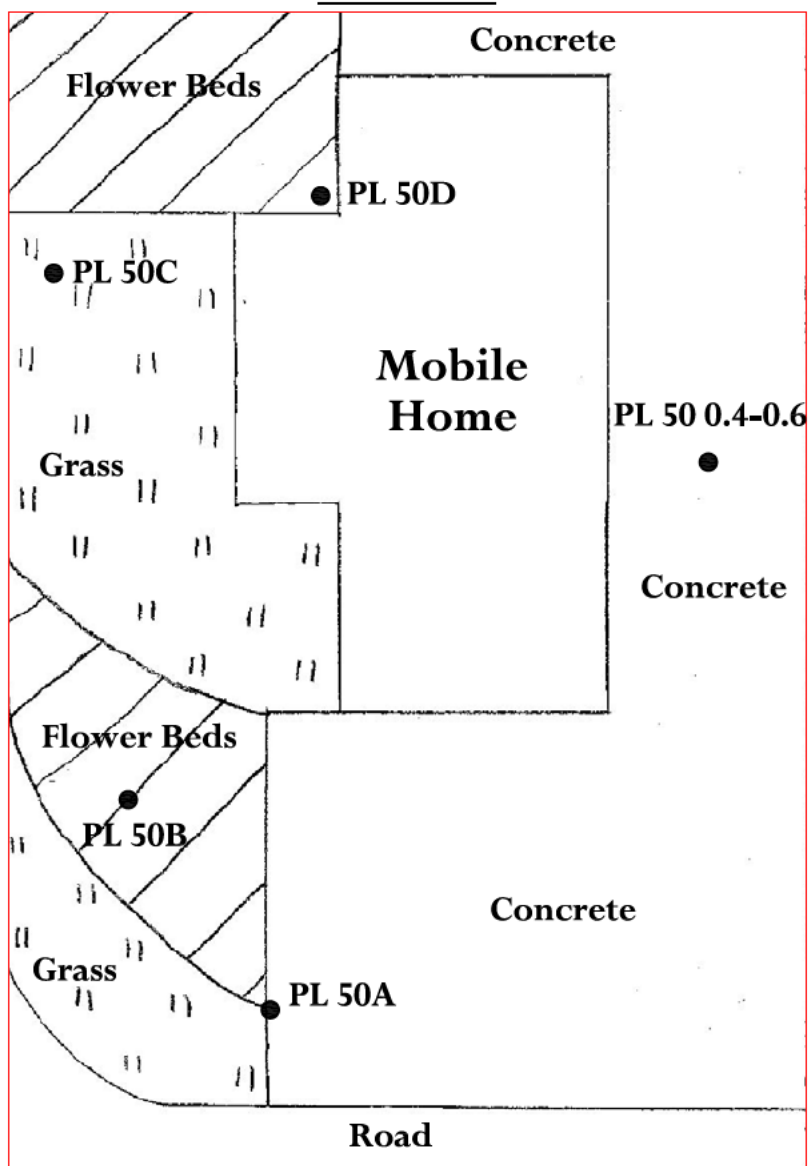 Concrete
Flower Beds
PL 50D
PL 50C
Mobile
Home
PL 50 0.4-0.6
Grass
Concrete
Flower Beds
PL 50B
Concrete
Grass
PL 50A
Road